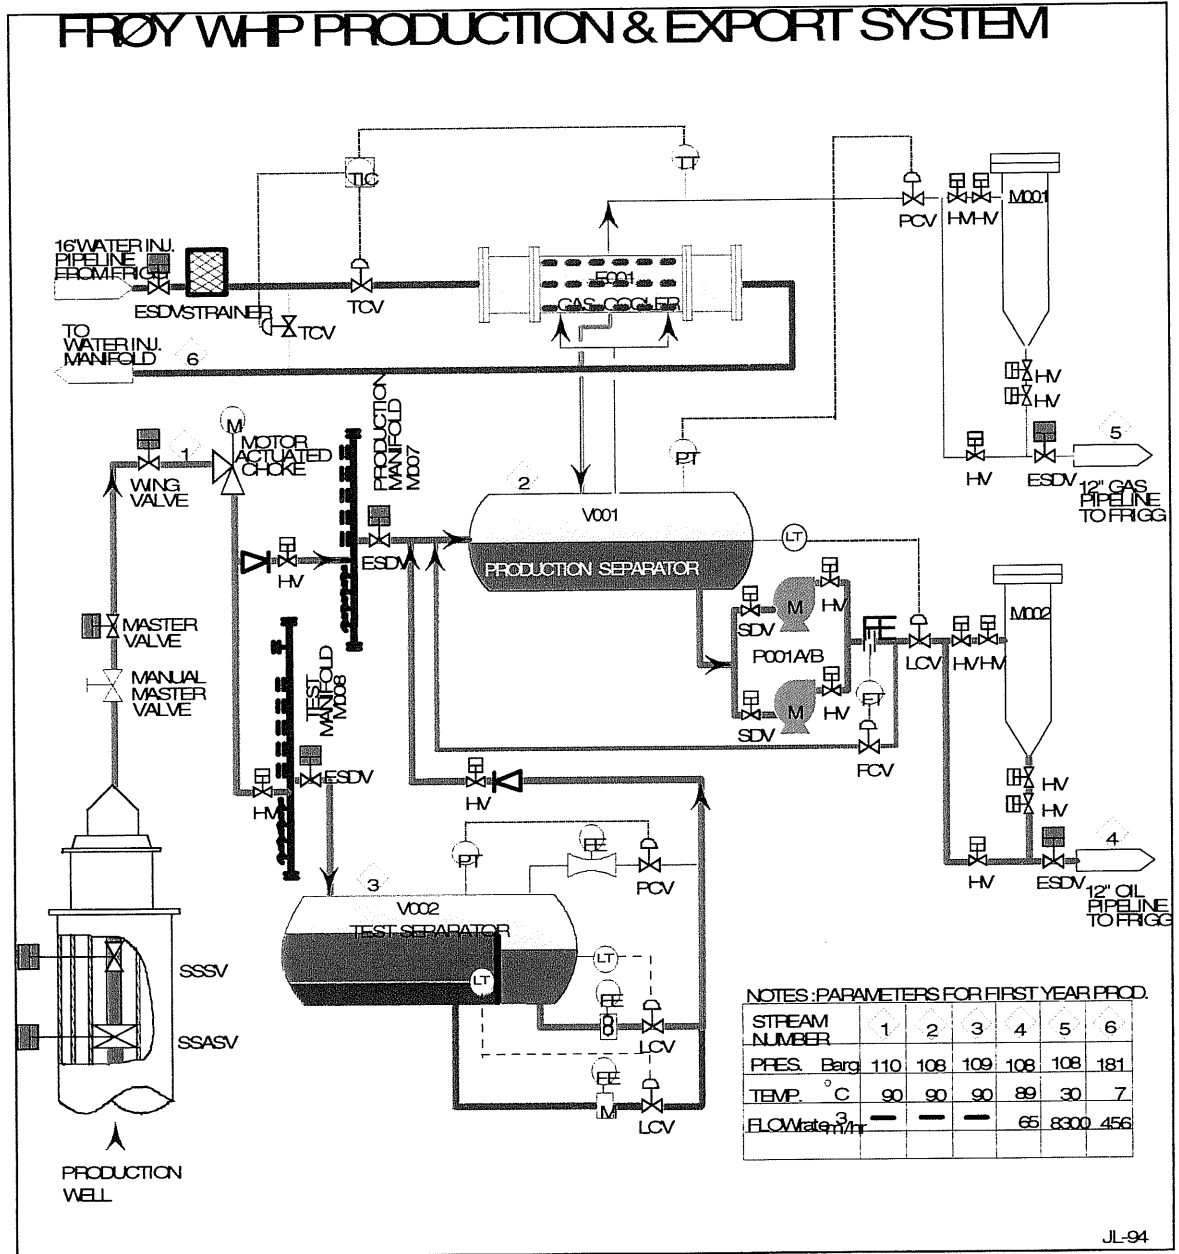 FRØY WHP PRODUCTION & EXPORT SYSTEM
TIC
TT
PCV
HV HV
M001
16"WATER INJ.
PIPELINE
FROM FRIGG
ESDV STRAINER
TCV
TCV
E001
GAS COOLER
TO
WATER INJ.
MANIFOLD
6
HV
HV
M
MOTOR
ACTUATED
CHOKE
1
WING
VALVE
PRODUCTION
MANIFOLD
M007
PT
2
V001
PRODUCTION SEPARATOR
HV
ESDV
5
12" GAS
PIPELINE
TO FRIGG
ESDV
HV
LT
SDV
M
HV
P001A/B
FE
LCV
HV HV
M002
MASTER
VALVE
MANUAL
MASTER
VALVE
TEST
MANIFOLD
M008
SDV
M
HV
FT
FCV
HV
ESDV
HV
HV
HV
HV
ESDV
4
12" OIL
PIPELINE
TO FRIGG
PT
FE
PCV
3
V002
TEST SEPARATOR
LT
LT
FE
LCV
FE
M
LCV
SSSV
SSASV
PRODUCTION
WELL
NOTES : PARAMETERS FOR FIRST YEAR PROD.
STREAM NUMBER 1 2 3 4 5 6
PRES. Barg 110 108 109 108 108 181
TEMP. °C 90 90 90 89 30 7
FLOWrate m3/hr — — — 65 8300 456
JL-94